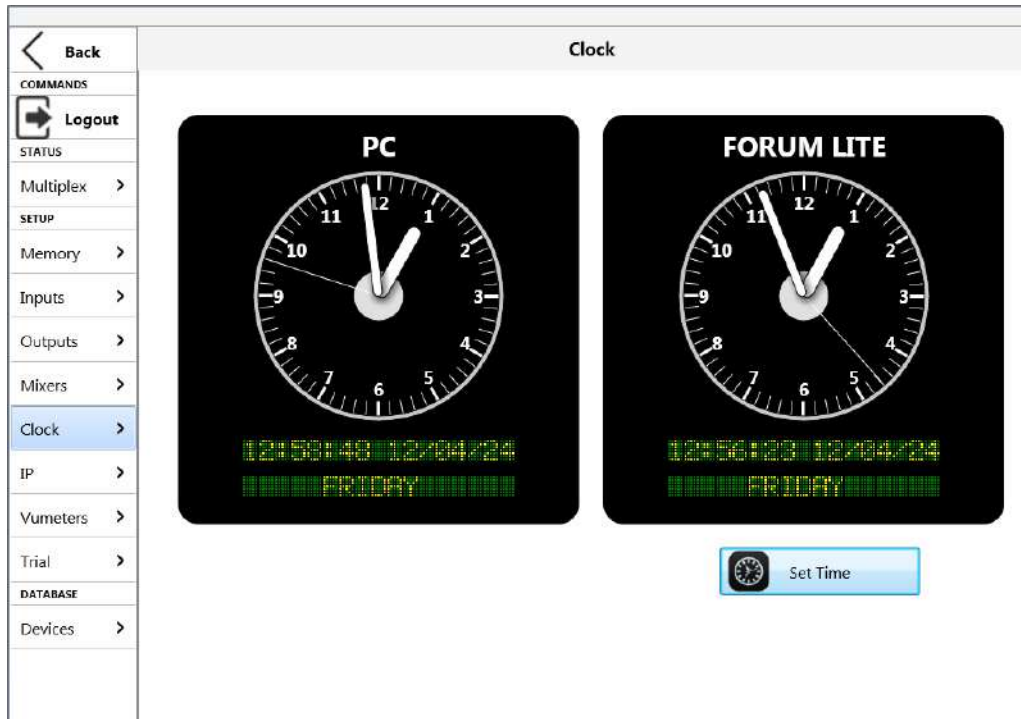 Back
Clock
COMMANDS
Logout
STATUS
Multiplex
SETUP
Memory
Inputs
Outputs
Mixers
Clock
IP
Vumeters
Trial
DATABASE
Devices
PC
12
1
2
3
4
5
6
7
8
9
10
11
12:58:48 12/04/24
FRIDAY
FORUM LITE
12
1
2
3
4
5
6
7
8
9
10
11
12:56:23 12/04/24
FRIDAY
Set Time